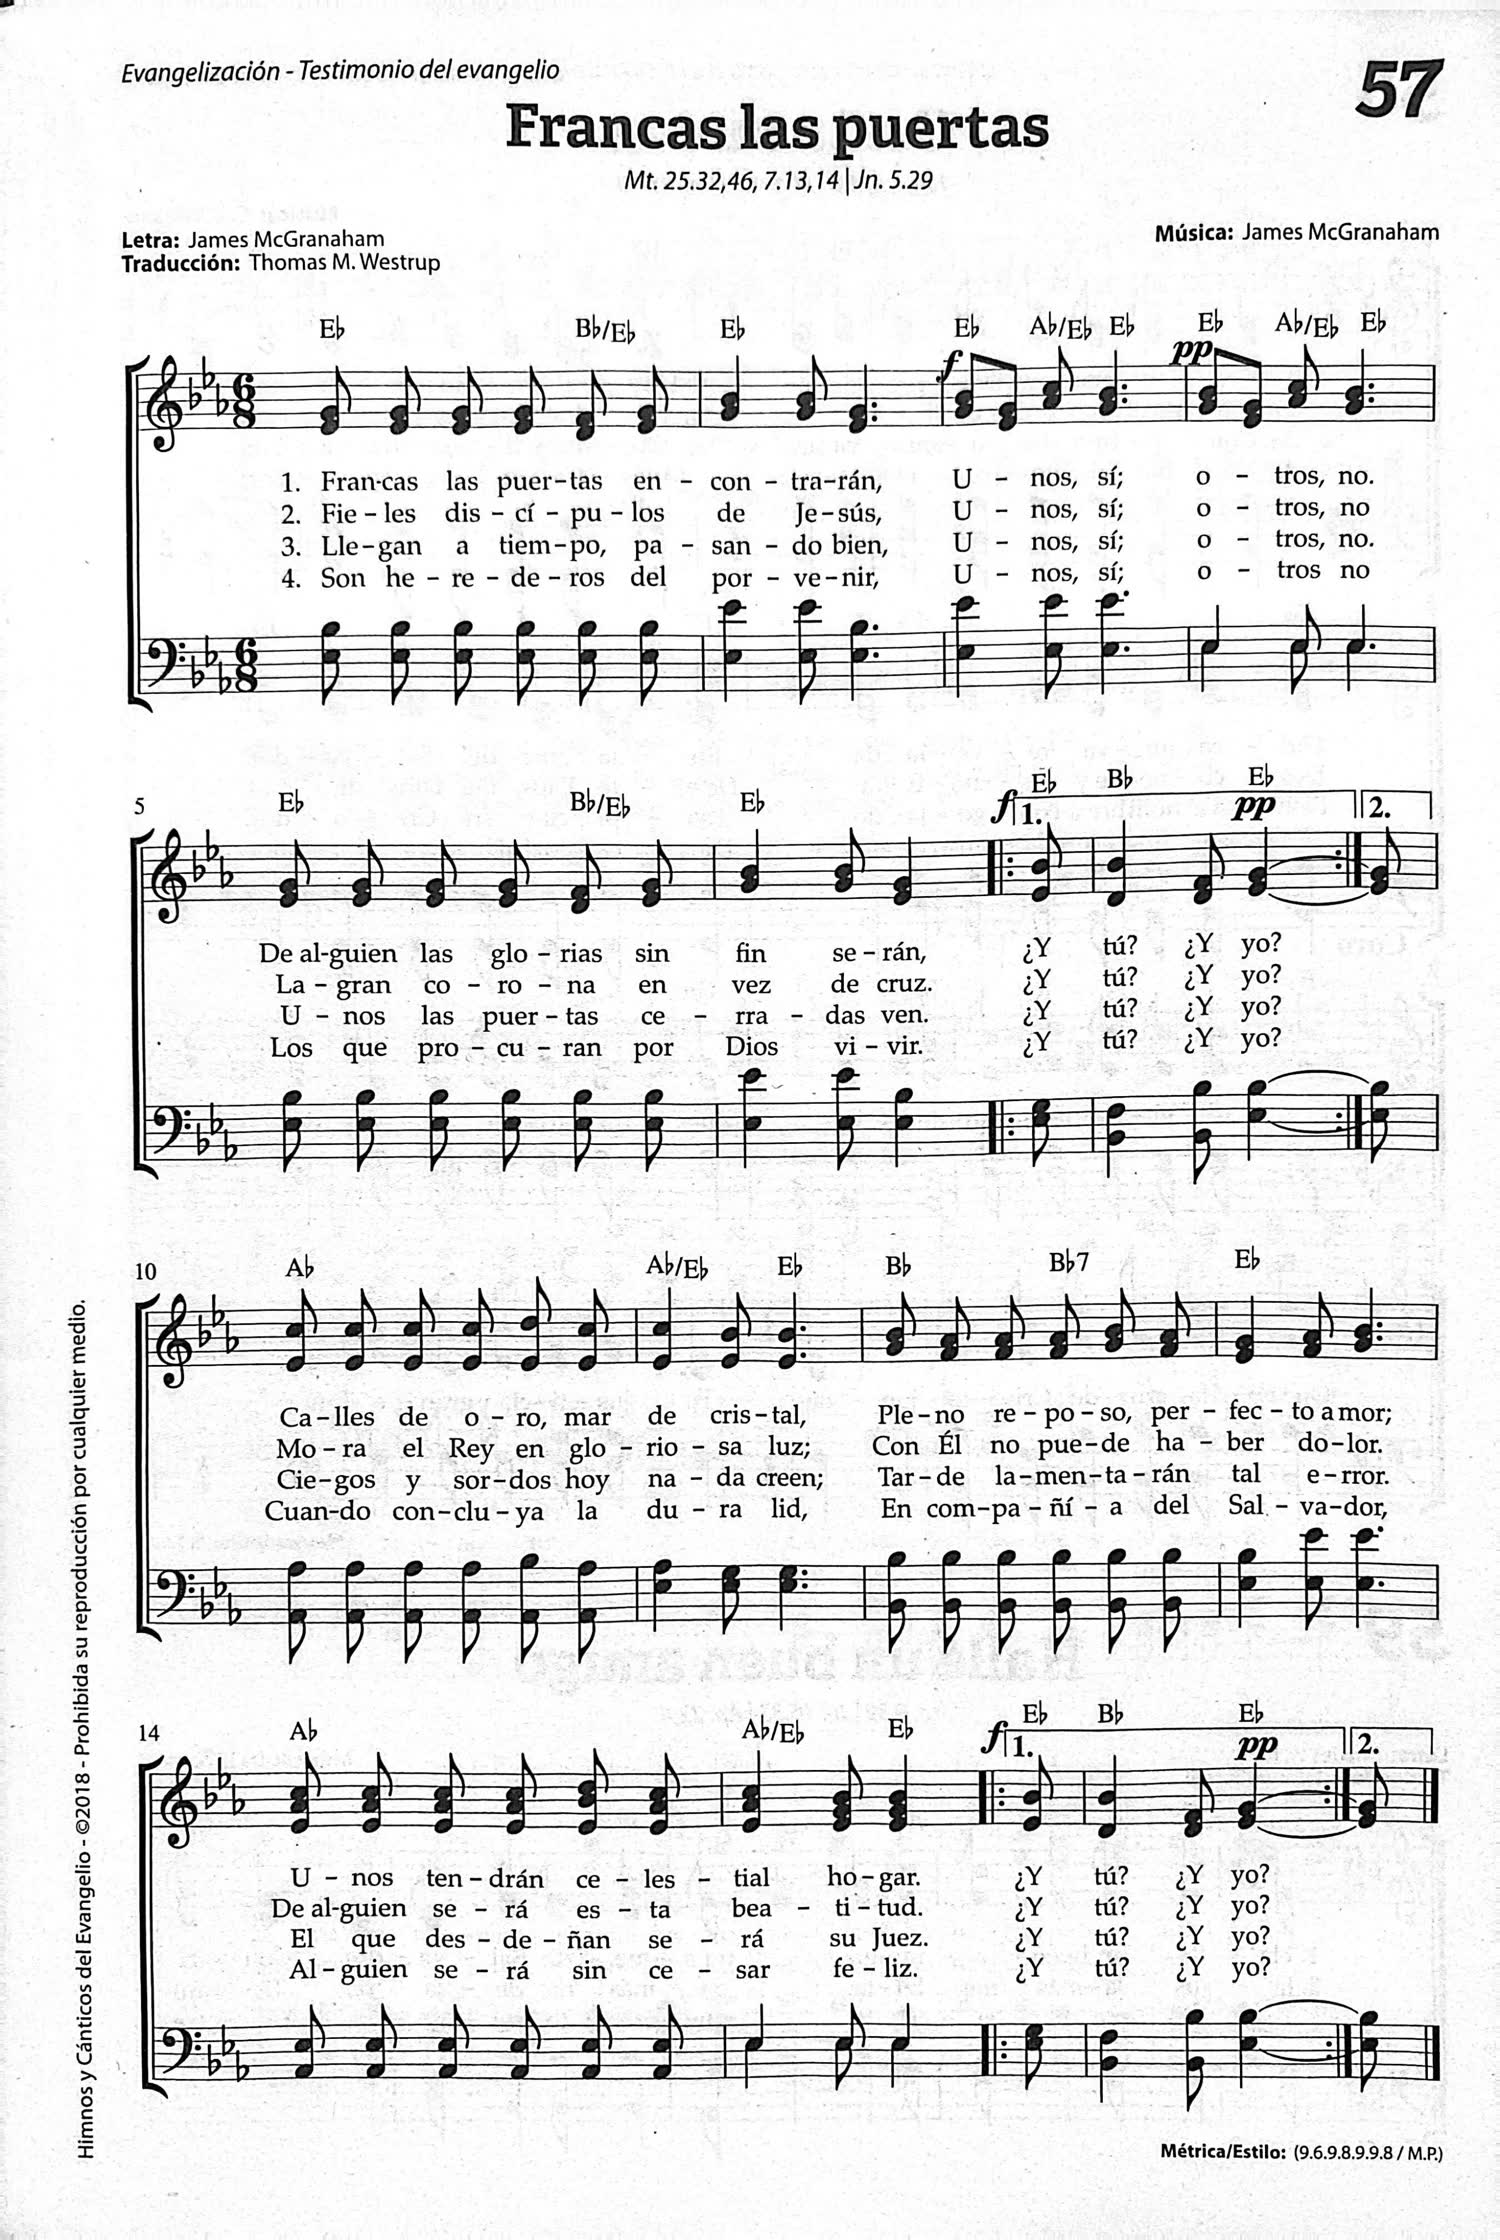 Evangelización - Testimonio del evangelio
57
Francas las puertas
Mt. 25.32,46, 7.13,14 | Jn. 5.29
Letra: James McGranaham
Música: James McGranaham
Traducción: Thomas M. Westrup
E♭ B♭/E♭ E♭ E♭ A♭/E♭ E♭ E♭ A♭/E♭ E♭
f pp
6 8
1. Fran-cas las puer-tas en - con - tra-rán, U - nos, sí; o - tros, no.
2. Fie - les dis - cí - pu - los de Je-sús, U - nos, sí; o - tros, no
3. Lle-gan a tiem-po, pa - san - do bien, U - nos, sí; o - tros, no.
4. Son he - re - de - ros del por - ve-nir, U - nos, sí; o - tros no
6 8
5 E♭ B♭/E♭ E♭ E♭ B♭ E♭
f 1. pp 2.
De al-guien las glo - rias sin fin se - rán, ¿Y tú? ¿Y yo?
La - gran co - ro - na en vez de cruz. ¿Y tú? ¿Y yo?
U - nos las puer - tas ce - rra - das ven. ¿Y tú? ¿Y yo?
Los que pro - cu - ran por Dios vi - vir. ¿Y tú? ¿Y yo?
10 A♭ A♭/E♭ E♭ B♭ B♭7 E♭
Ca - lles de o - ro, mar de cris - tal, Ple - no re - po - so, per - fec - to amor;
Mo - ra el Rey en glo - rio - sa luz; Con Él no pue - de ha - ber do - lor.
Cie - gos y sor - dos hoy na - da creen; Tar - de la-men-ta - rán tal e - rror.
Cuan-do con-clu - ya la du - ra lid, En com-pa - ñí - a del Sal - va-dor,
14 A♭ A♭/E♭ E♭ E♭ B♭ E♭
f 1. pp 2.
U - nos ten - drán ce - les - tial ho - gar. ¿Y tú? ¿Y yo?
De al-guien se - rá es - ta bea - ti - tud. ¿Y tú? ¿Y yo?
El que des - de - ñan se - rá su Juez. ¿Y tú? ¿Y yo?
Al - guien se - rá sin ce - sar fe - liz. ¿Y tú? ¿Y yo?
Himnos y Cánticos del Evangelio - ©2018 - Prohibida su reproducción por cualquier medio.
Métrica/Estilo: (9.6.9.8.9.9.8 / M.P.)